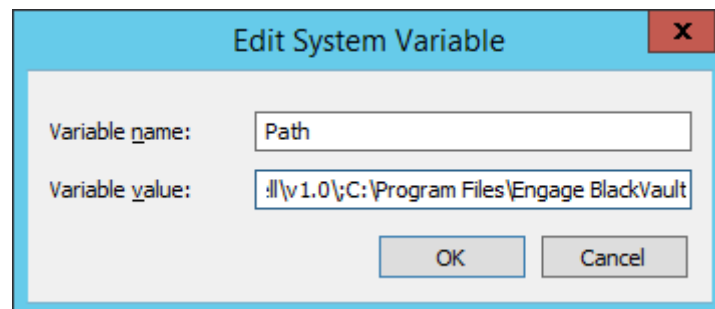 Edit System Variable
x
Variable name: Path
Variable value: :ll\v1.0\;C:\Program Files\Engage BlackVault
OK Cancel